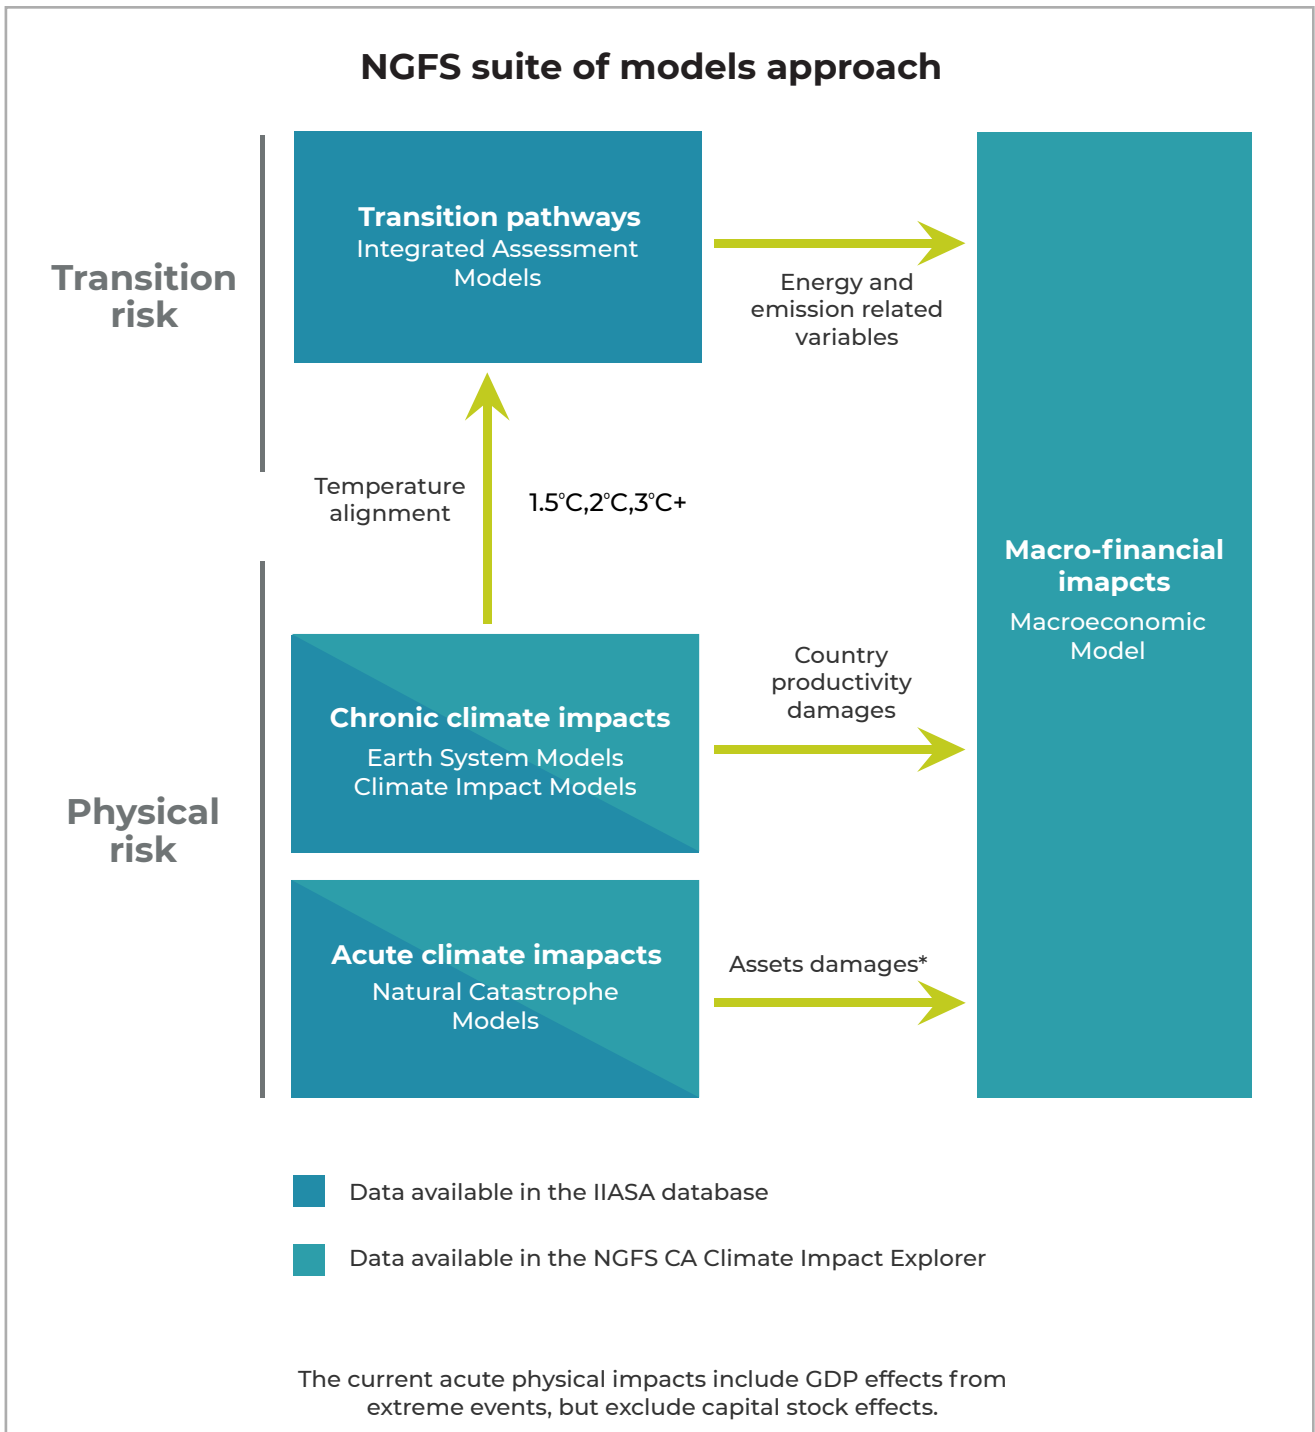 NGFS suite of models approach
Transition
risk
Transition pathways
Integrated Assessment
Models
Energy and
emission related
variables
Temperature
alignment
1.5°C,2°C,3°C+
Macro-financial
imapcts
Macroeconomic
Model
Physical
risk
Chronic climate impacts
Earth System Models
Climate Impact Models
Country
productivity
damages
Acute climate imapacts
Natural Catastrophe
Models
Assets damages*
Data available in the IIASA database
Data available in the NGFS CA Climate Impact Explorer
The current acute physical impacts include GDP effects from
extreme events, but exclude capital stock effects.